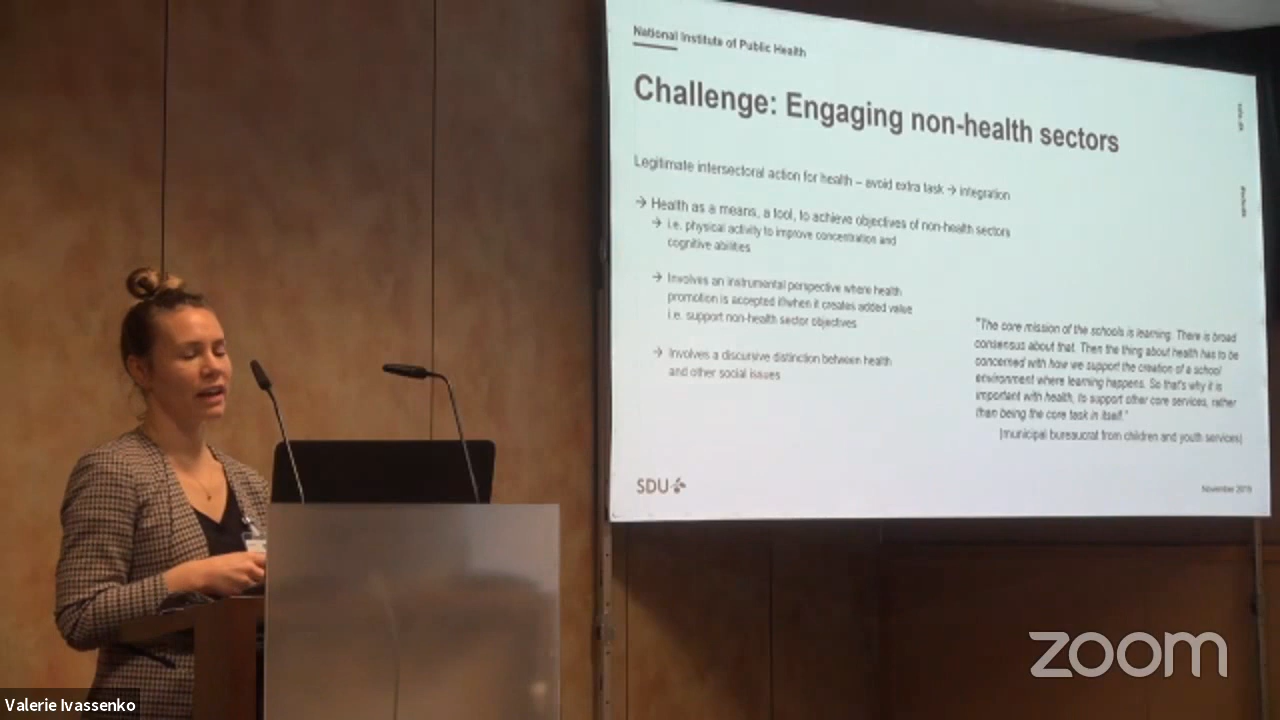 National Institute of Public Health
Challenge: Engaging non-health sectors
Legitimate intersectoral action for health – avoid extra task → integration
→ Health as a means, a tool, to achieve objectives of non-health sectors
→ i.e. physical activity to improve concentration and
cognitive abilities
→ Involves an instrumental perspective where health
promotion is accepted if/when it creates added value
i.e. support non-health sector objectives
→ Involves a discursive distinction between health
and other social issues
"The core mission of the schools is learning. There is broad
consensus about that. Then the thing about health has to be
concerned with how we support the creation of a school
environment where learning happens. So that's why it is
important with health, to support other core services, rather
than being the core task in itself."
(municipal bureaucrat from children and youth services)
SDU
November 2019
zoom
Valerie Ivassenko